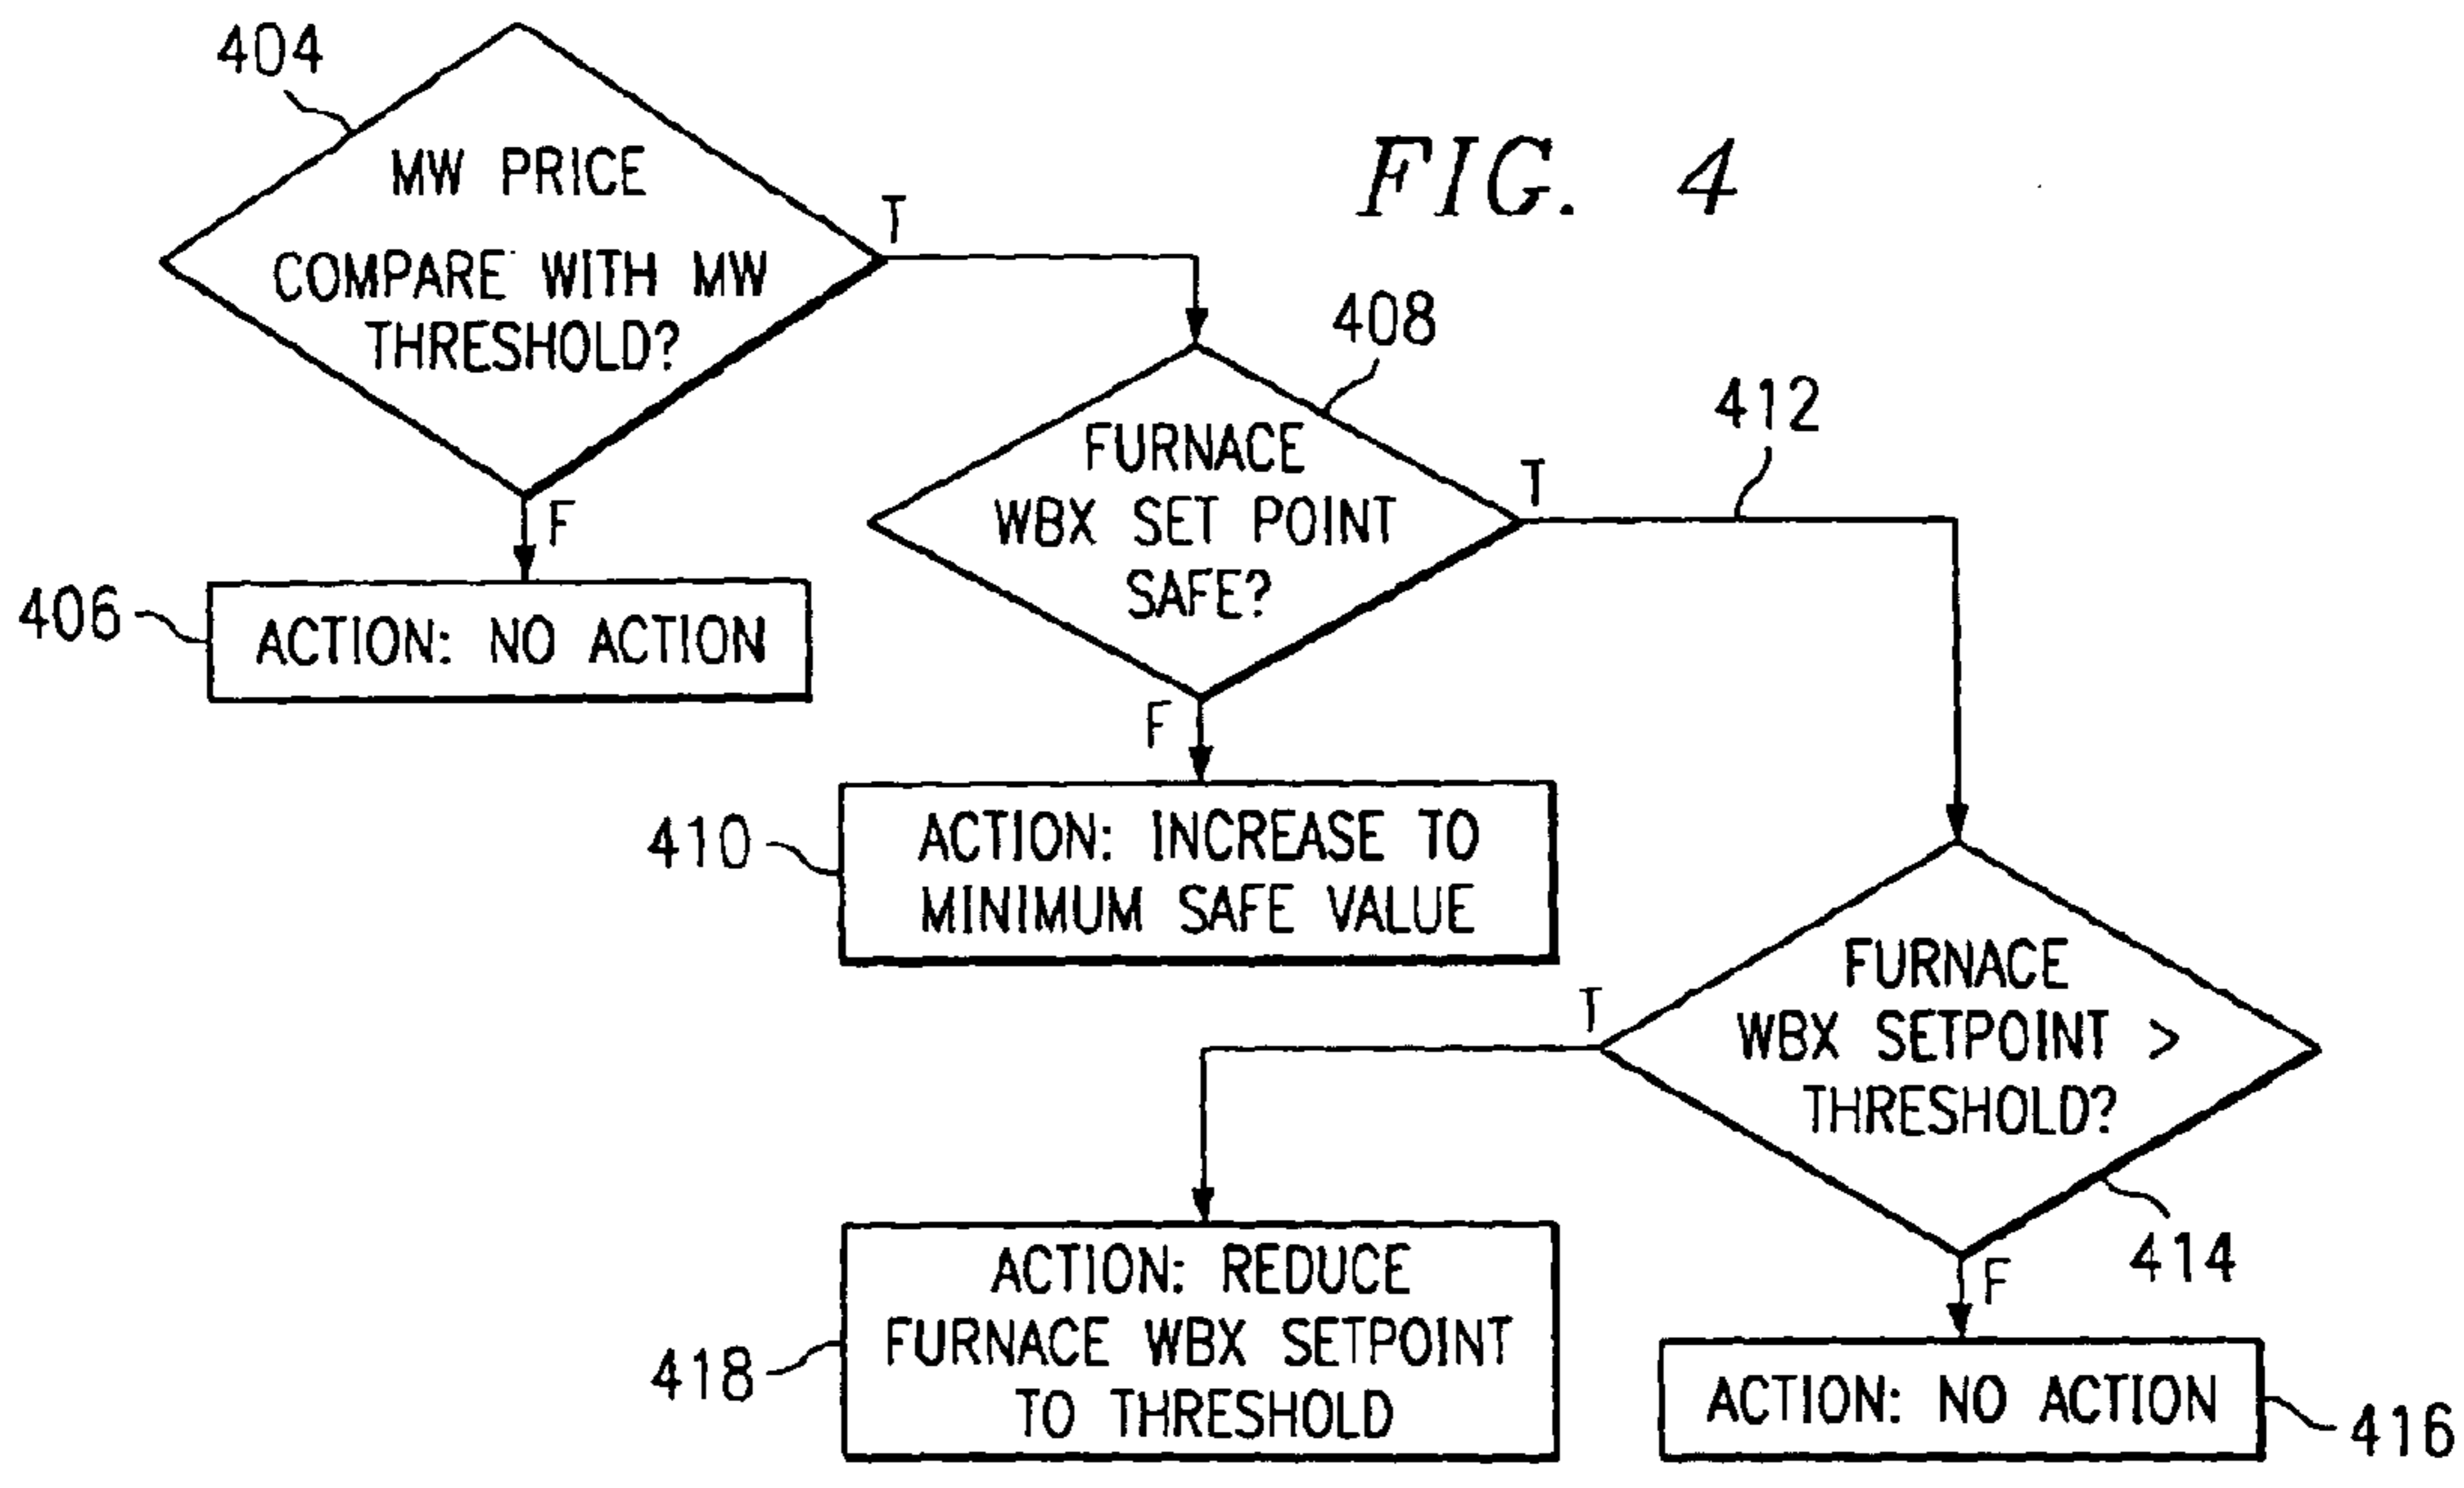 404
MW PRICE
COMPARE WITH MW
THRESHOLD?
T
F
FIG. 4
406
ACTION: NO ACTION
408
FURNACE
WBX SET POINT
SAFE?
T
F
412
410
ACTION: INCREASE TO
MINIMUM SAFE VALUE
FURNACE
WBX SETPOINT >
THRESHOLD?
T
F
414
418
ACTION: REDUCE
FURNACE WBX SETPOINT
TO THRESHOLD
ACTION: NO ACTION
416